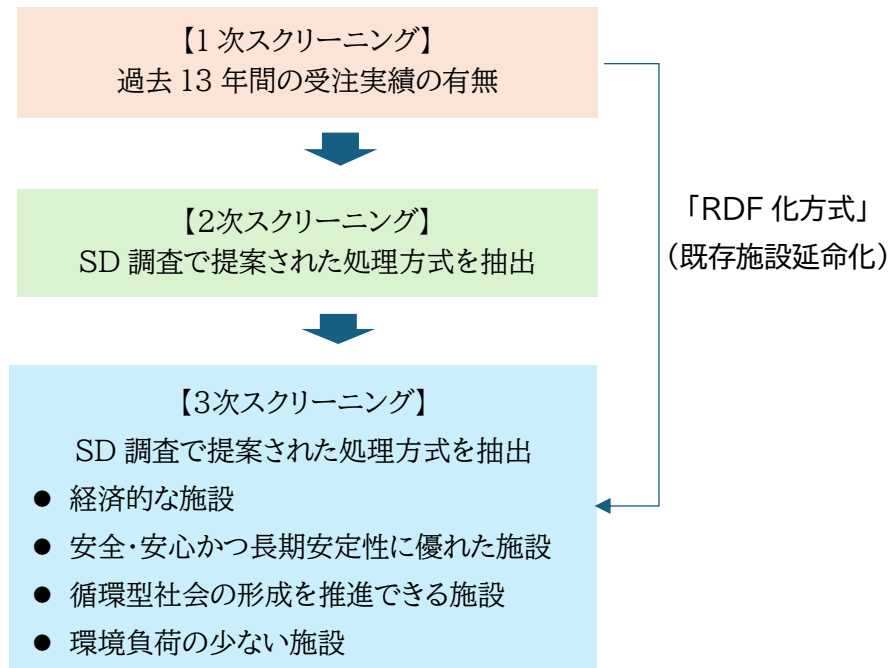 【1次スクリーニング】
過去13年間の受注実績の有無
【2次スクリーニング】
SD調査で提案された処理方式を抽出
「RDF化方式」
（既存施設延命化）
【3次スクリーニング】
SD調査で提案された処理方式を抽出
● 経済的な施設
● 安全・安心かつ長期安定性に優れた施設
● 循環型社会の形成を推進できる施設
● 環境負荷の少ない施設